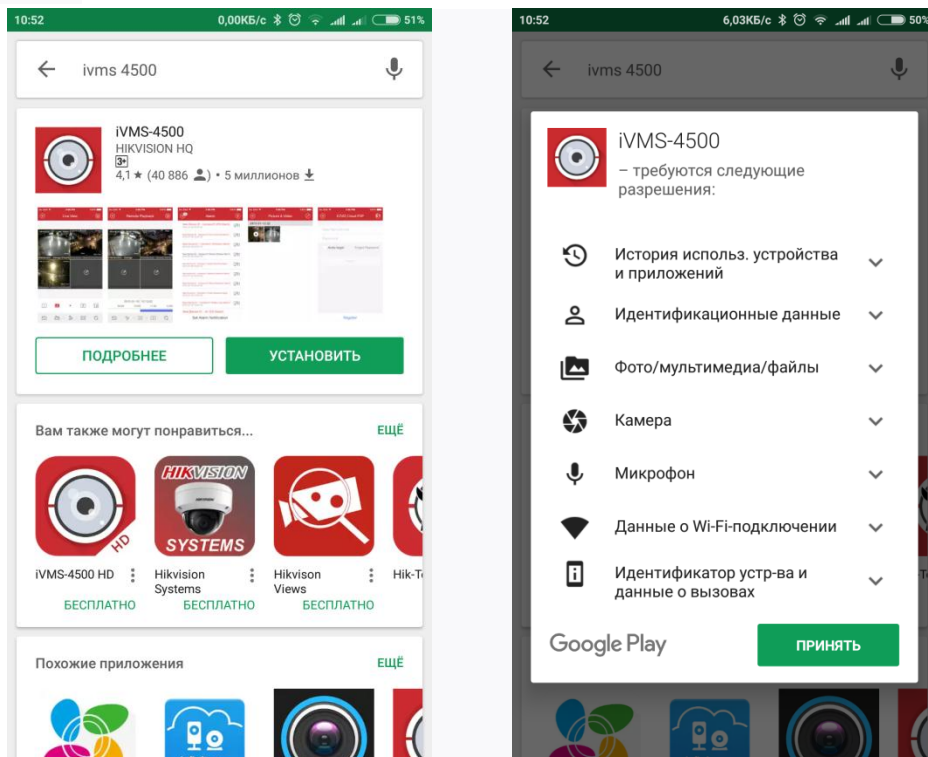 10:52
0,00КБ/с
51%
ivms 4500
iVMS-4500
HIKVISION HQ
3+
4,1 ★ (40 886) • 5 миллионов
ПОДРОБНЕЕ
УСТАНОВИТЬ
Вам также могут понравиться...
ЕЩЁ
HIKVISION
SYSTEMS
HD
iVMS-4500 HD
БЕСПЛАТНО
Hikvision
Systems
БЕСПЛАТНО
Hikvison
Views
БЕСПЛАТНО
Похожие приложения
ЕЩЁ
10:52
6,03КБ/с
50%
ivms 4500
iVMS-4500
– требуются следующие
разрешения:
История использ. устройства
и приложений
Идентификационные данные
Фото/мультимедиа/файлы
Камера
Микрофон
Данные о Wi-Fi-подключении
Идентификатор устр-ва и
данные о вызовах
Google Play
ПРИНЯТЬ